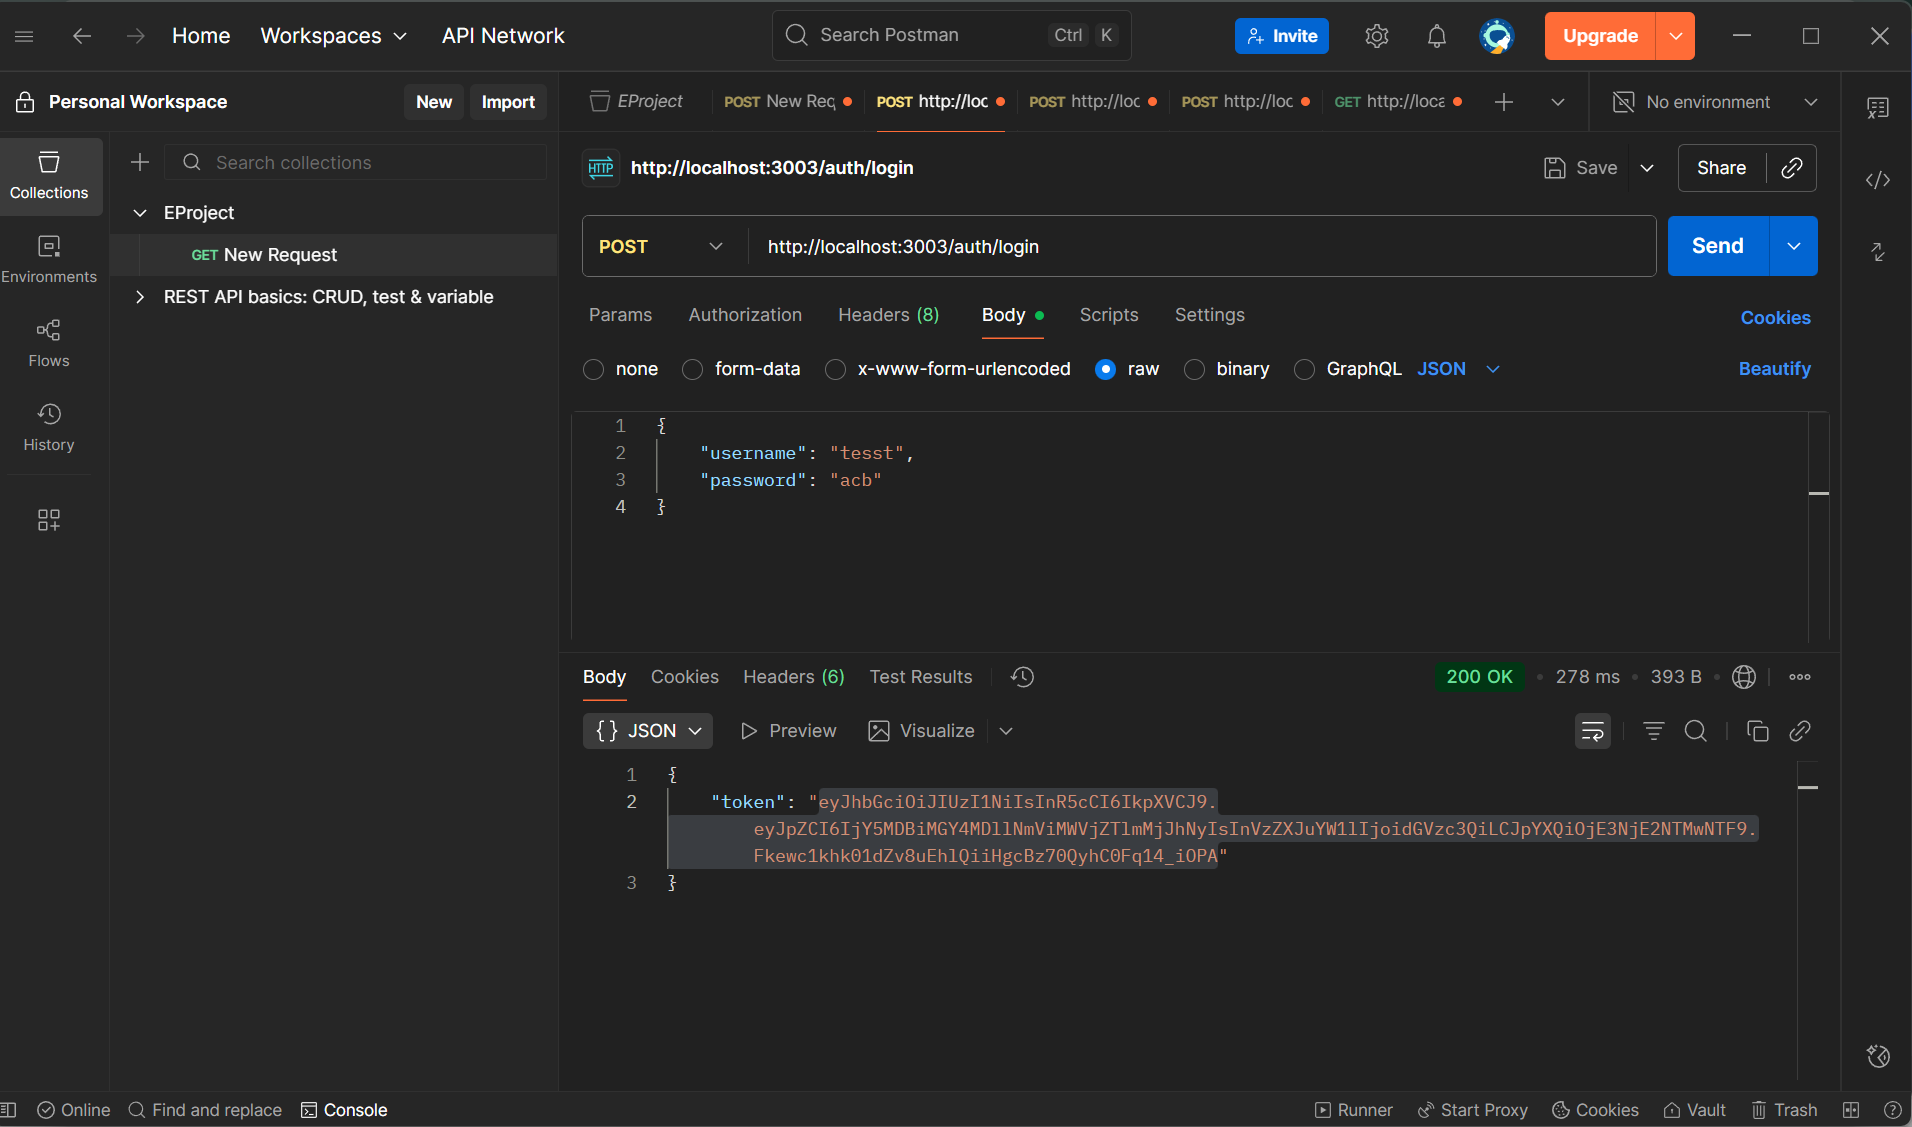 Home Workspaces API Network Search Postman Ctrl K Invite Upgrade
Personal Workspace New Import EProject POST New Req POST http://loc POST http://loc POST http://loc GET http://loca No environment
Collections
Search collections
HTTP http://localhost:3003/auth/login Save Share
EProject
GET New Request
POST http://localhost:3003/auth/login Send
Environments
REST API basics: CRUD, test & variable
Params Authorization Headers (8) Body Scripts Settings Cookies
Flows
none form-data x-www-form-urlencoded raw binary GraphQL JSON Beautify
History
1 {
2 "username": "tesst",
3 "password": "acb"
4 }
Body Cookies Headers (6) Test Results 200 OK • 278 ms • 393 B
{} JSON Preview Visualize
1 {
2 "token": "eyJhbGciOiJIUzI1NiIsInR5cCI6IkpXVCJ9.
eyJpZCI6IjY5MDBiMGY4MDllNmViMWVjZTlmMjJhNyIsInVzZXJuYW1lIjoidGVzc3QiLCJpYXQiOjE3NjE2NTMwNTF9.
Fkewc1khk01dZv8uEhlQiiHgcBz70QyhC0Fq14_iOPA"
3 }
Online Find and replace Console Runner Start Proxy Cookies Vault Trash